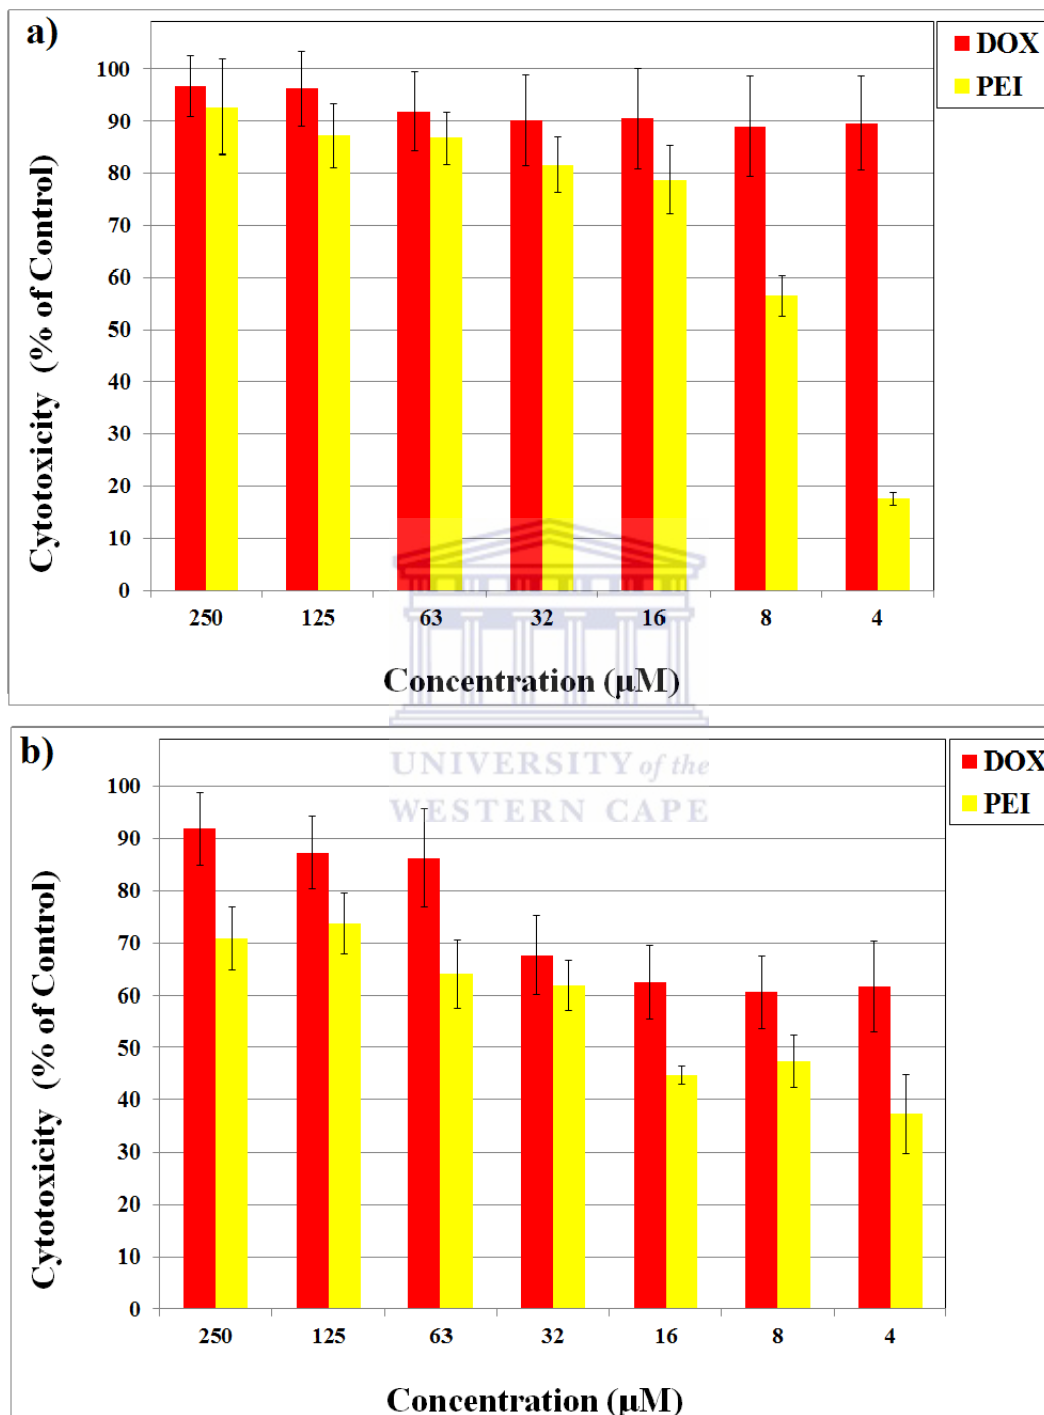 a)
DOX
PEI
Cytotoxicity (% of Control)
100
90
80
70
60
50
40
30
20
10
0
250 125 63 32 16 8 4
Concentration (µM)
UNIVERSITY of the
WESTERN CAPE
b)
DOX
PEI
Cytotoxicity (% of Control)
100
90
80
70
60
50
40
30
20
10
0
250 125 63 32 16 8 4
Concentration (µM)